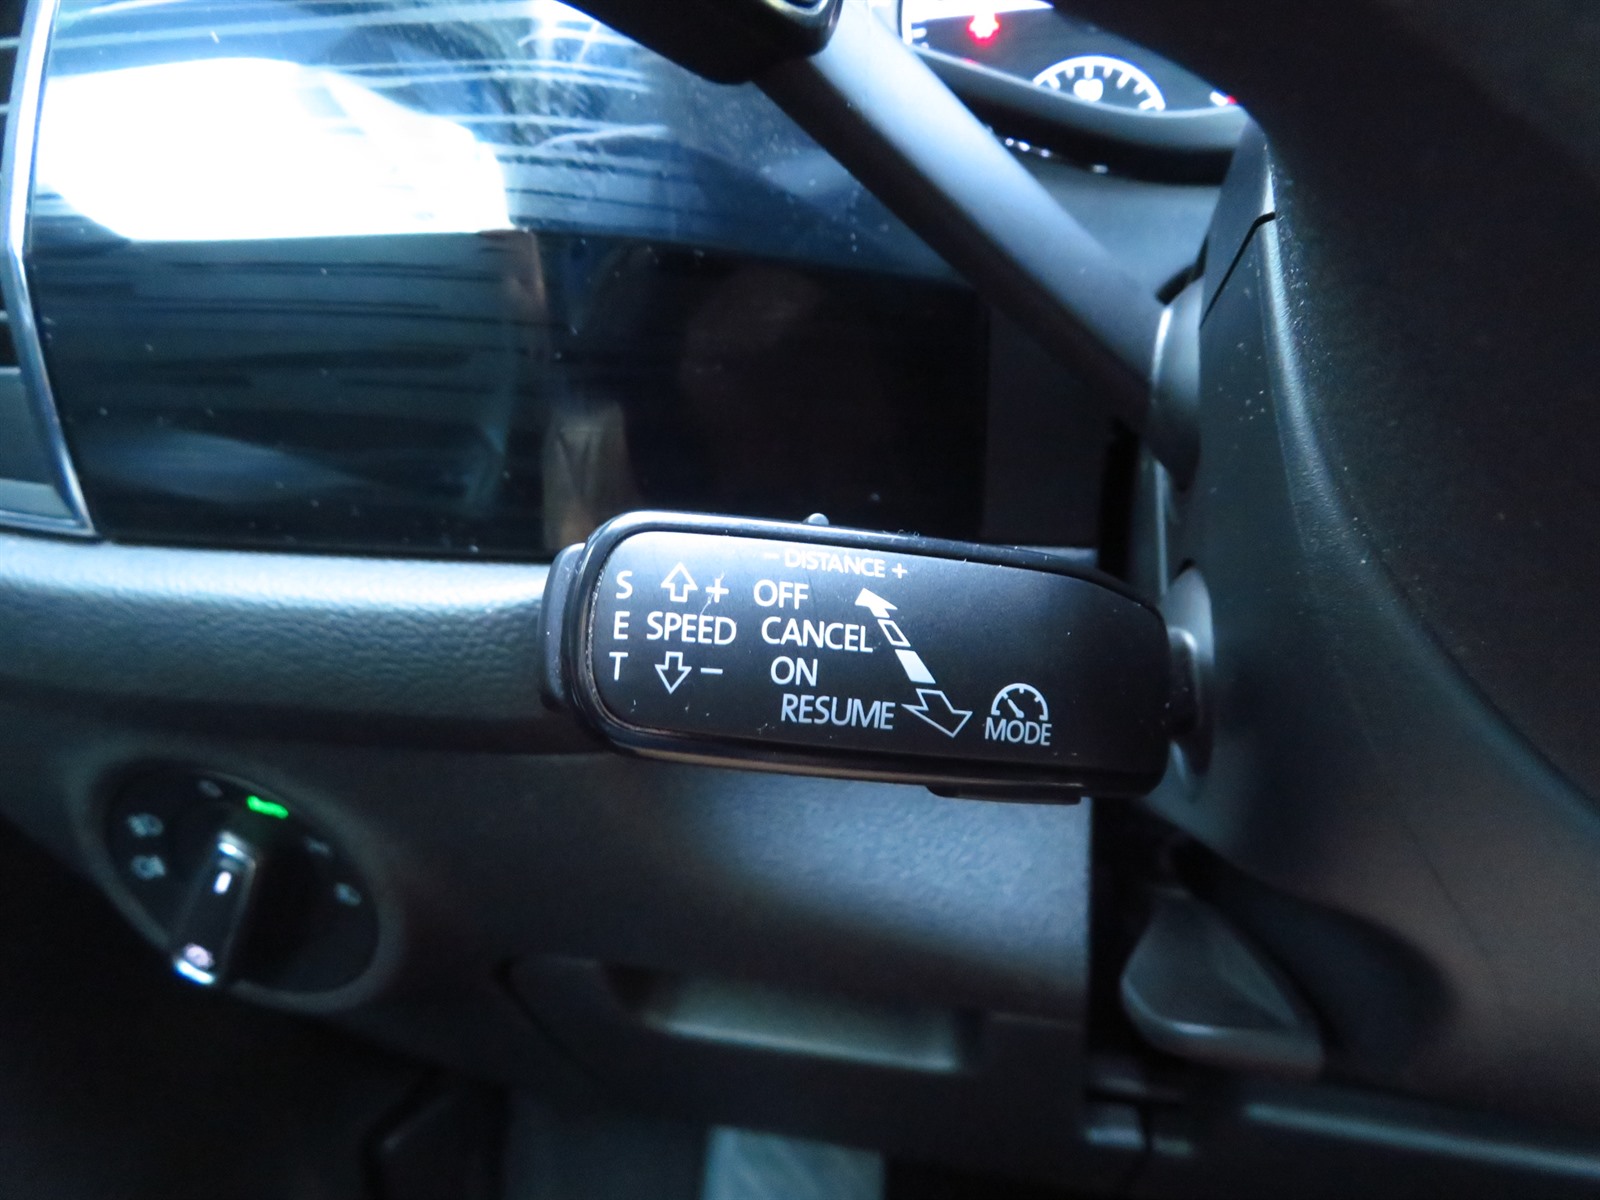 - DISTANCE +
S + OFF
E SPEED CANCEL
T - ON
RESUME
MODE